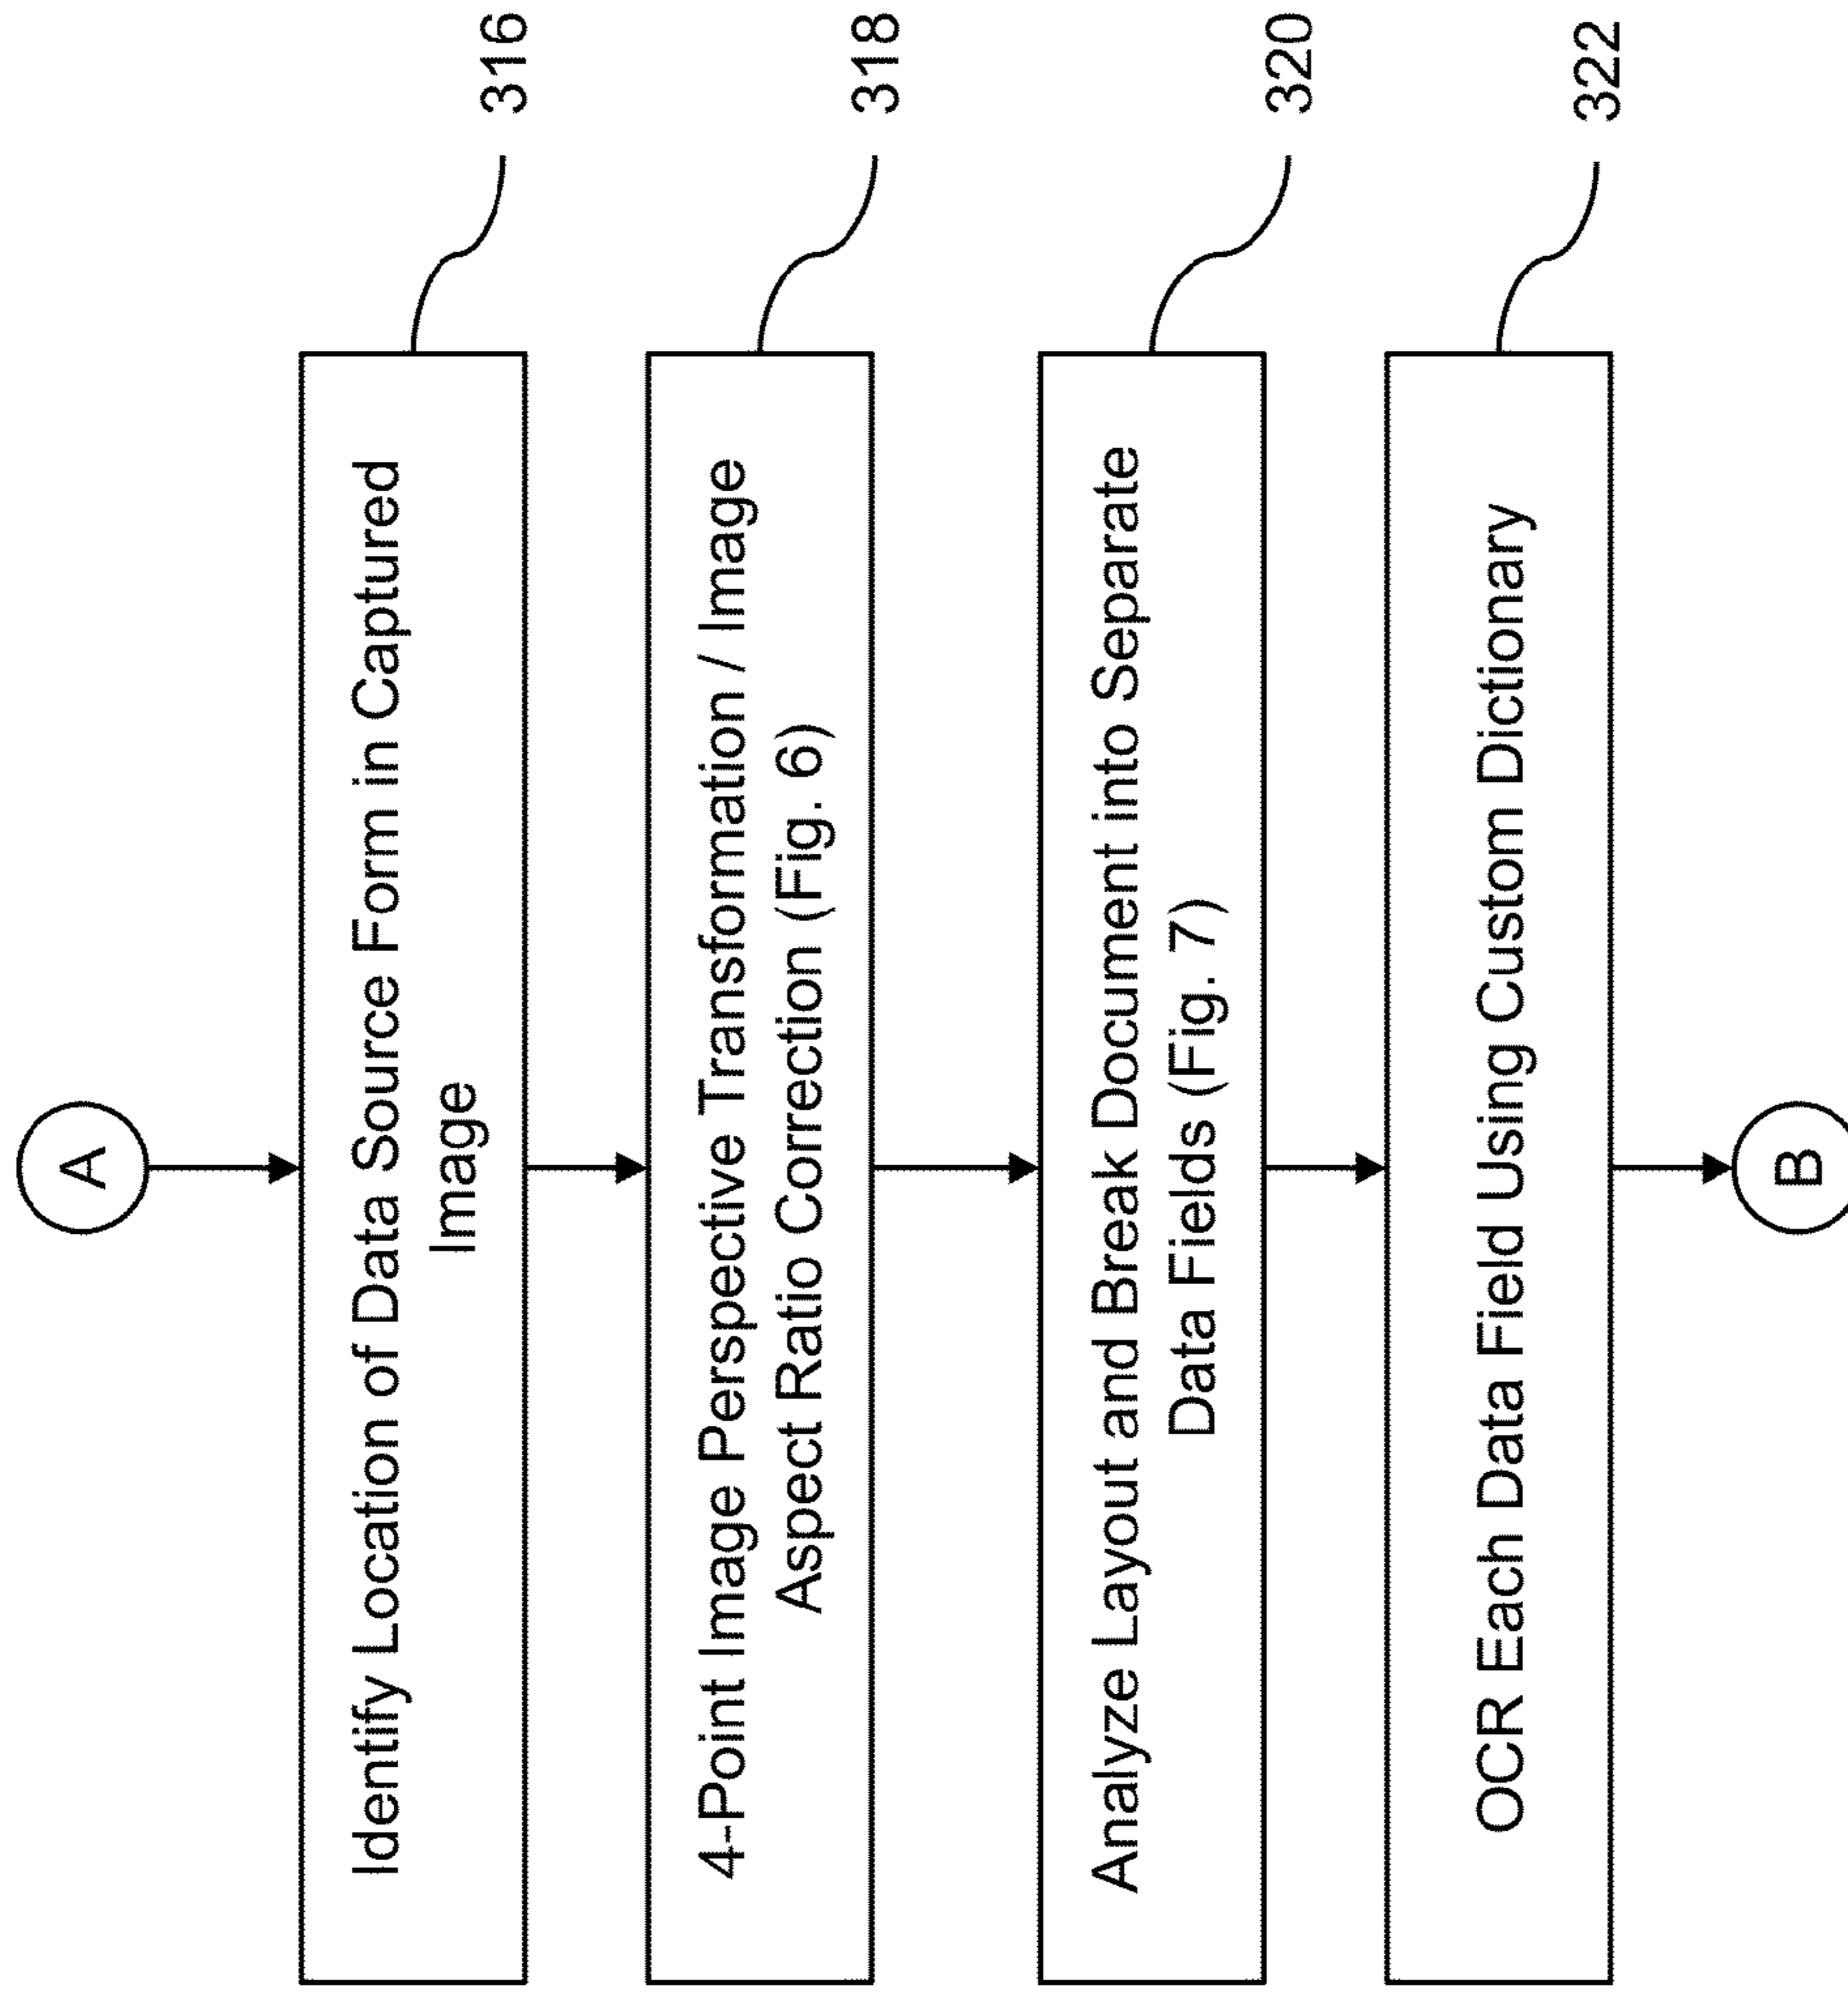 A
Identify Location of Data Source Form in Captured
Image
316
4-Point Image Perspective Transformation / Image
Aspect Ratio Correction (Fig. 6)
318
Analyze Layout and Break Document into Separate
Data Fields (Fig. 7)
320
OCR Each Data Field Using Custom Dictionary
322
B